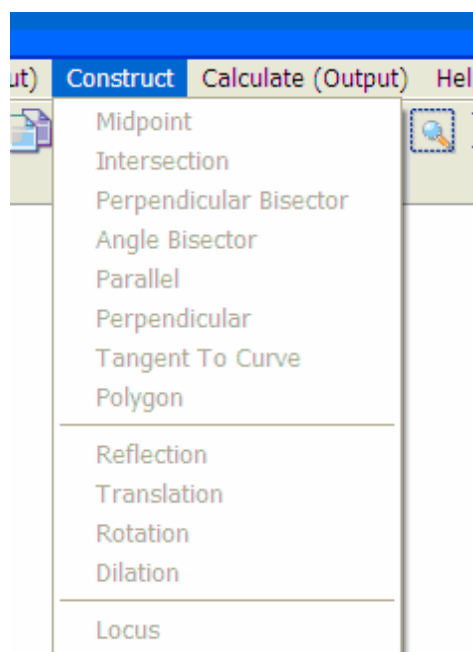 ut) Construct Calculate (Output) Hel
Midpoint
Intersection
Perpendicular Bisector
Angle Bisector
Parallel
Perpendicular
Tangent To Curve
Polygon
Reflection
Translation
Rotation
Dilation
Locus